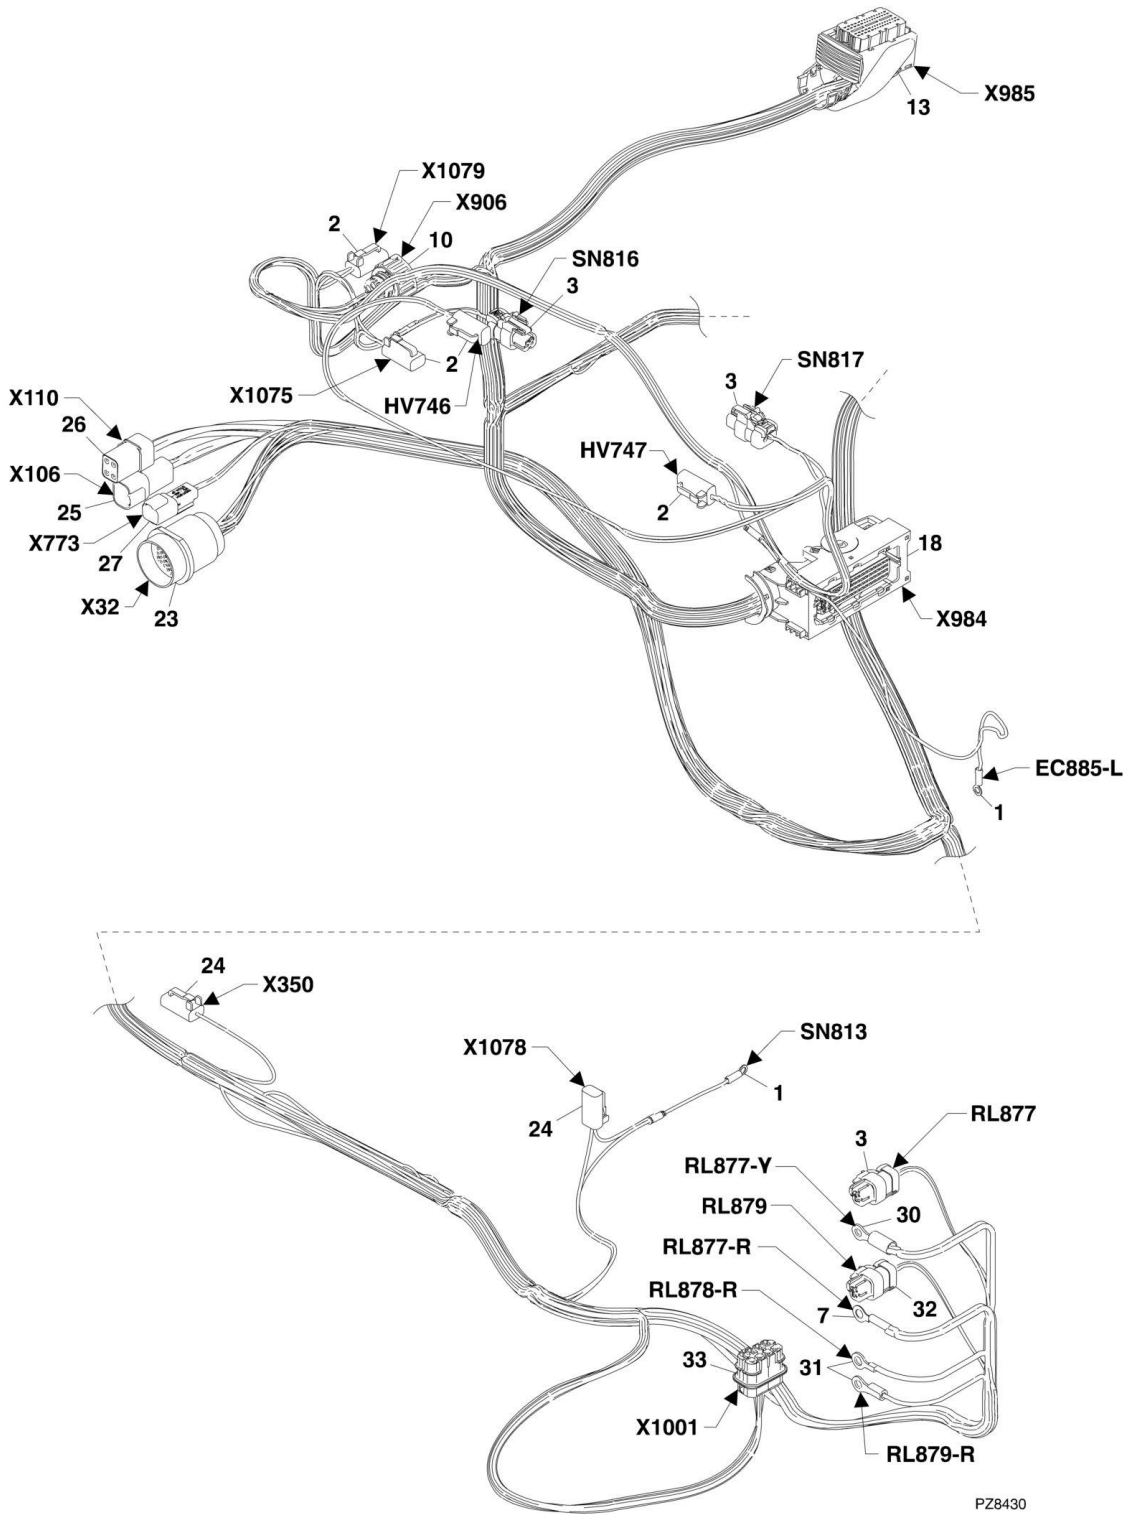 X985
13
X1079
X906
2
10
SN816
3
SN817
3
X1075
2
HV746
X110
26
HV747
X106
2
25
X773
27
18
X32
23
X984
EC885-L
1
24
X350
SN813
X1078
1
24
RL877
3
RL877-Y
30
RL879
RL877-R
RL878-R
32
7
33
31
X1001
RL879-R
PZ8430